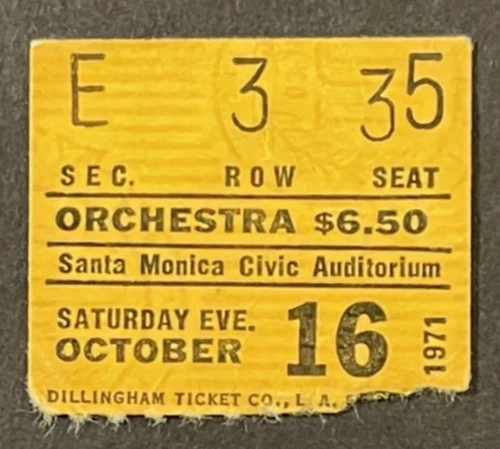 E 3 35
SEC. ROW SEAT
ORCHESTRA $6.50
Santa Monica Civic Auditorium
SATURDAY EVE.
OCTOBER 16 1971
DILLINGHAM TICKET CO., L. A.